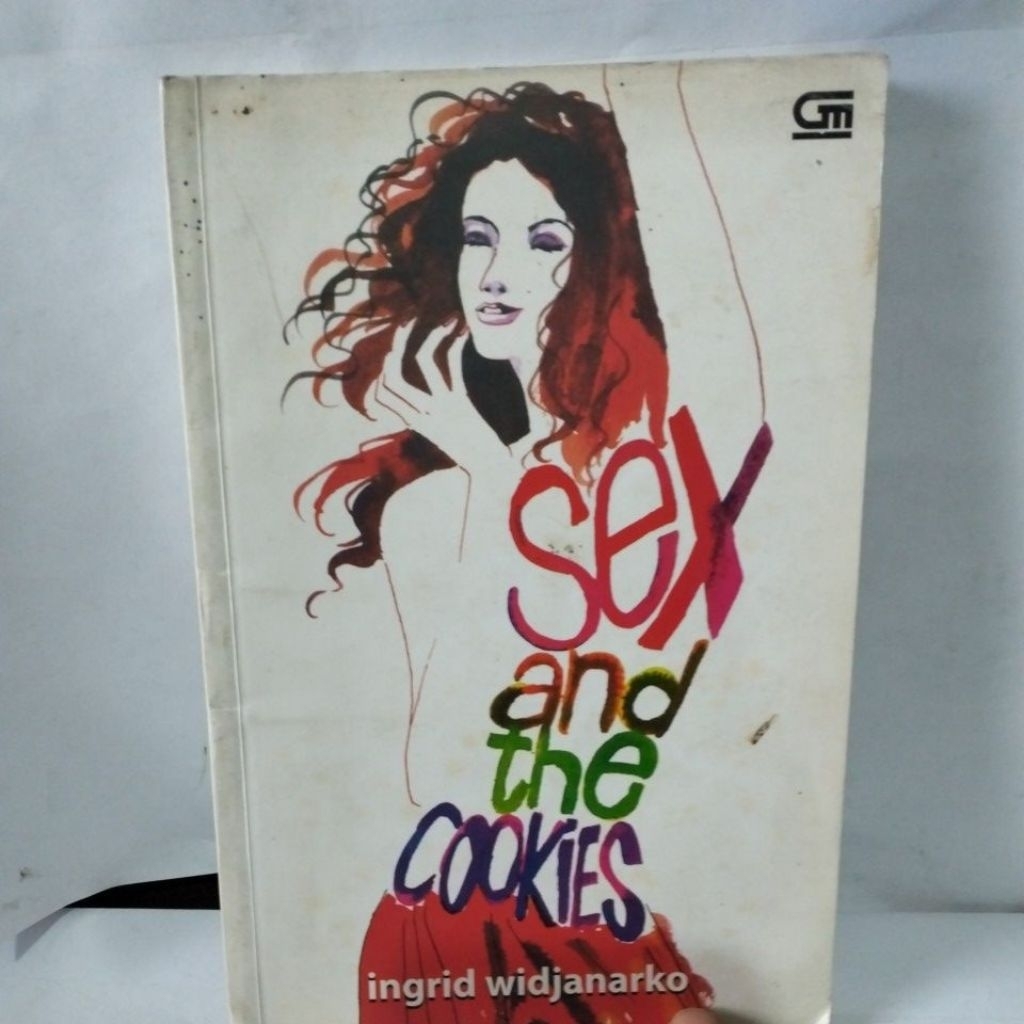 GM
sex
and
the
COOKIES
ingrid widjanarko